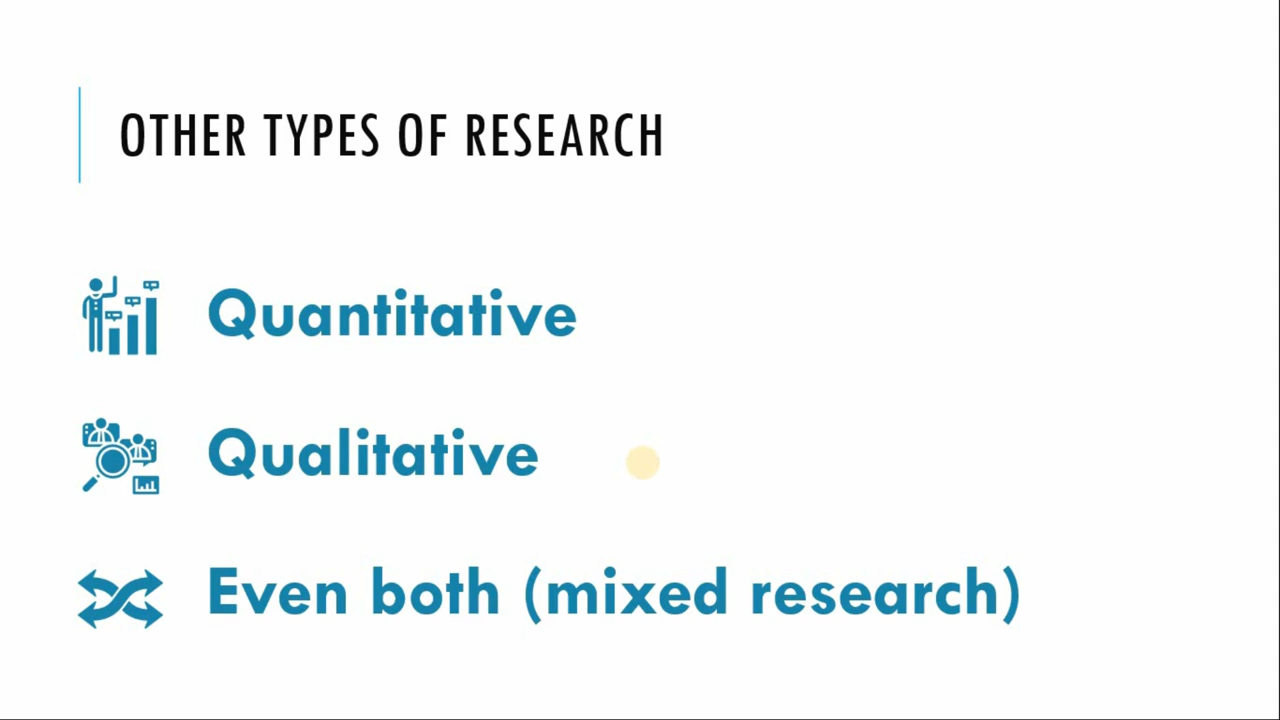 OTHER TYPES OF RESEARCH
Quantitative
Qualitative
Even both (mixed research)